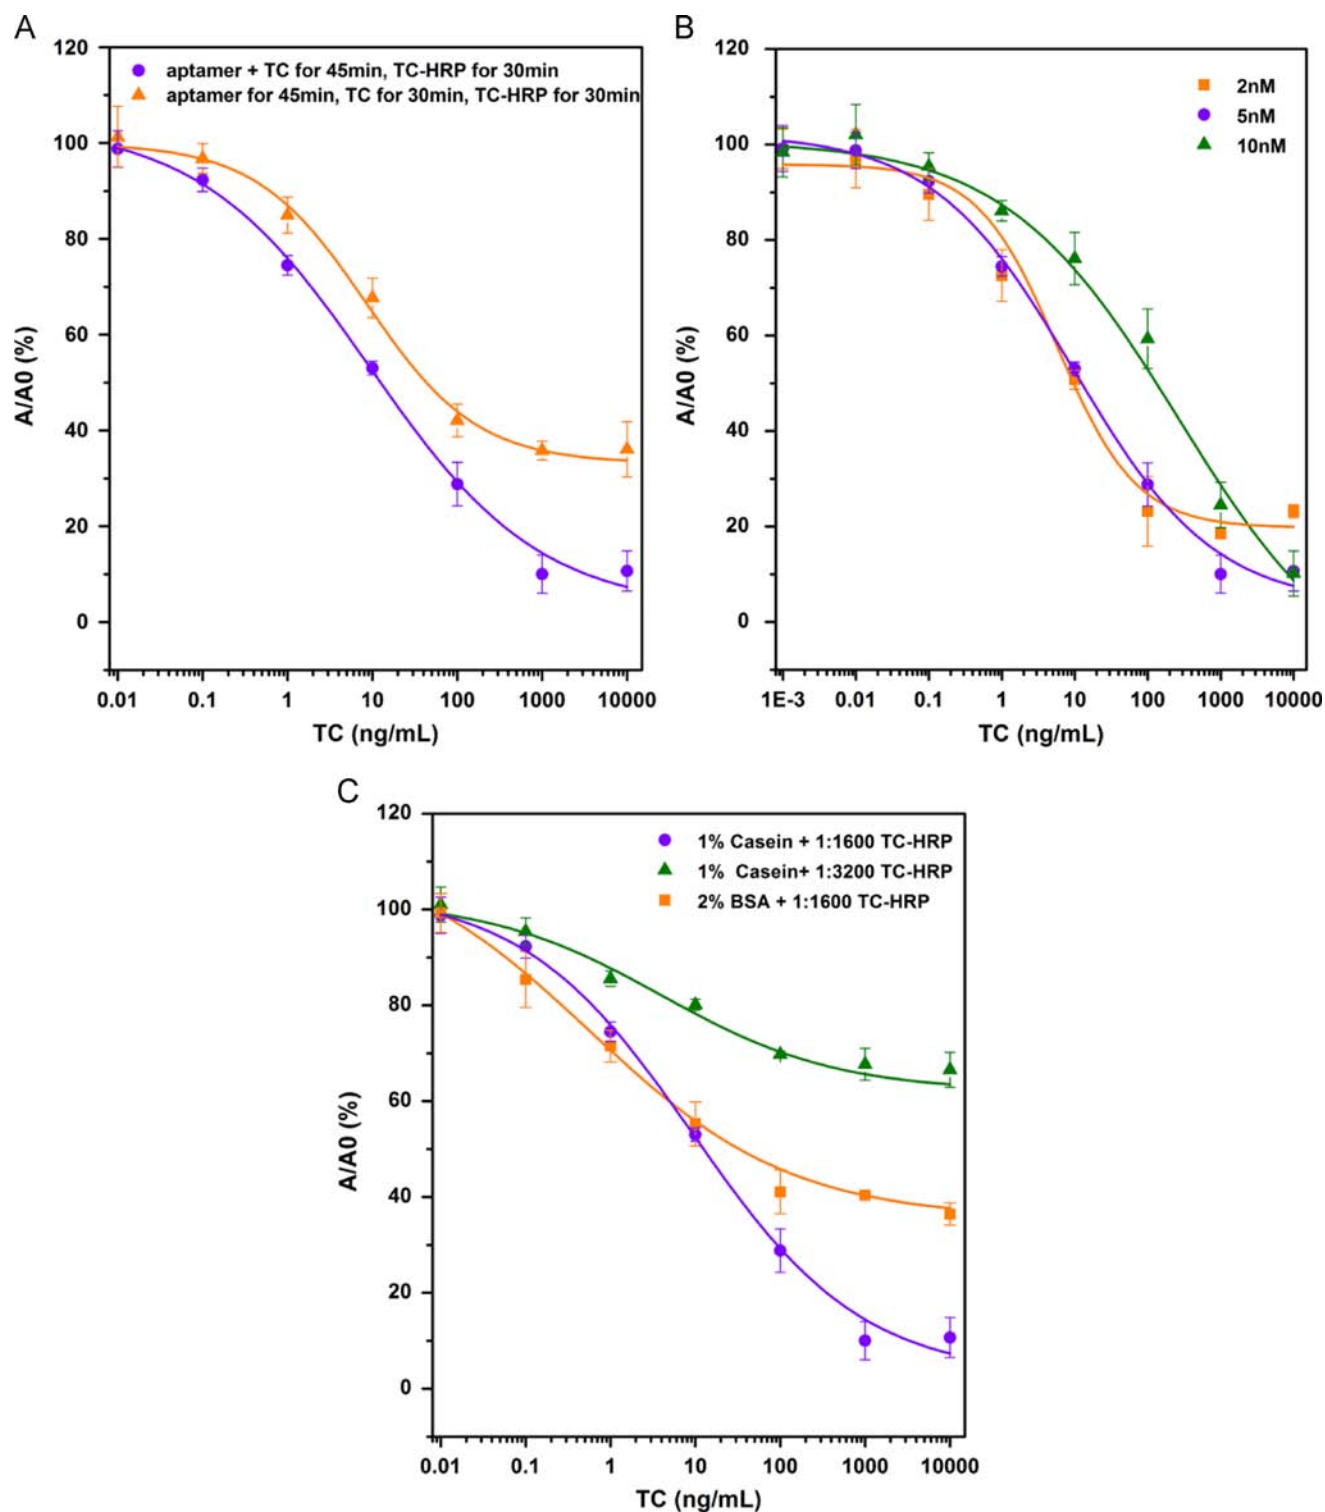 A
120
100
80
60
40
20
0
A/A0 (%)
aptamer + TC for 45min, TC-HRP for 30min
aptamer for 45min, TC for 30min, TC-HRP for 30min
0.01 0.1 1 10 100 1000 10000
TC (ng/mL)
B
120
100
80
60
40
20
0
A/A0 (%)
2nM
5nM
10nM
1E-3 0.01 0.1 1 10 100 1000 10000
TC (ng/mL)
C
120
100
80
60
40
20
0
A/A0 (%)
1% Casein + 1:1600 TC-HRP
1% Casein+ 1:3200 TC-HRP
2% BSA + 1:1600 TC-HRP
0.01 0.1 1 10 100 1000 10000
TC (ng/mL)